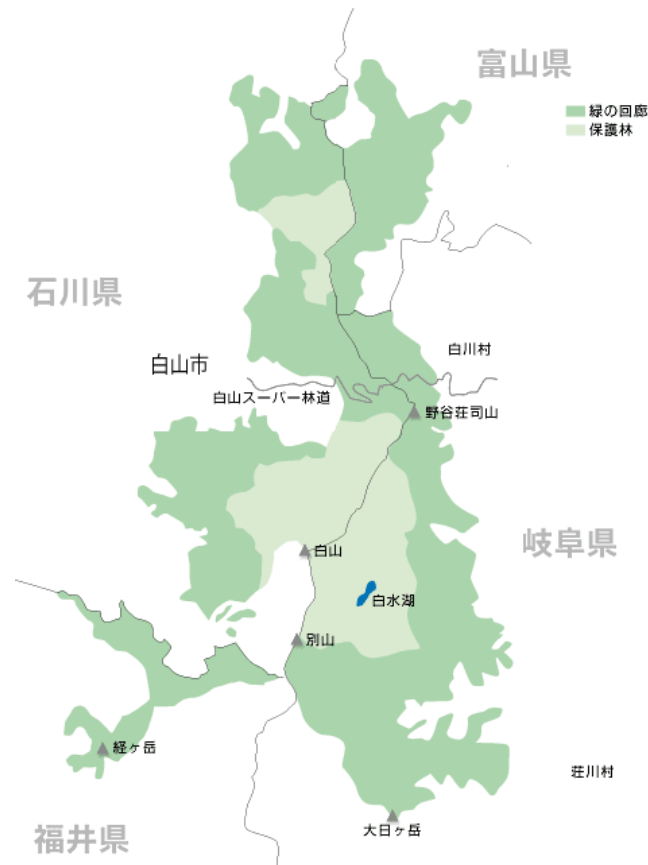 富山県
緑の回廊
保護林
石川県
白川村
白山市
白山スーパー林道
野谷荘司山
岐阜県
白山
白水湖
別山
経ヶ岳
荘川村
大日ヶ岳
福井県